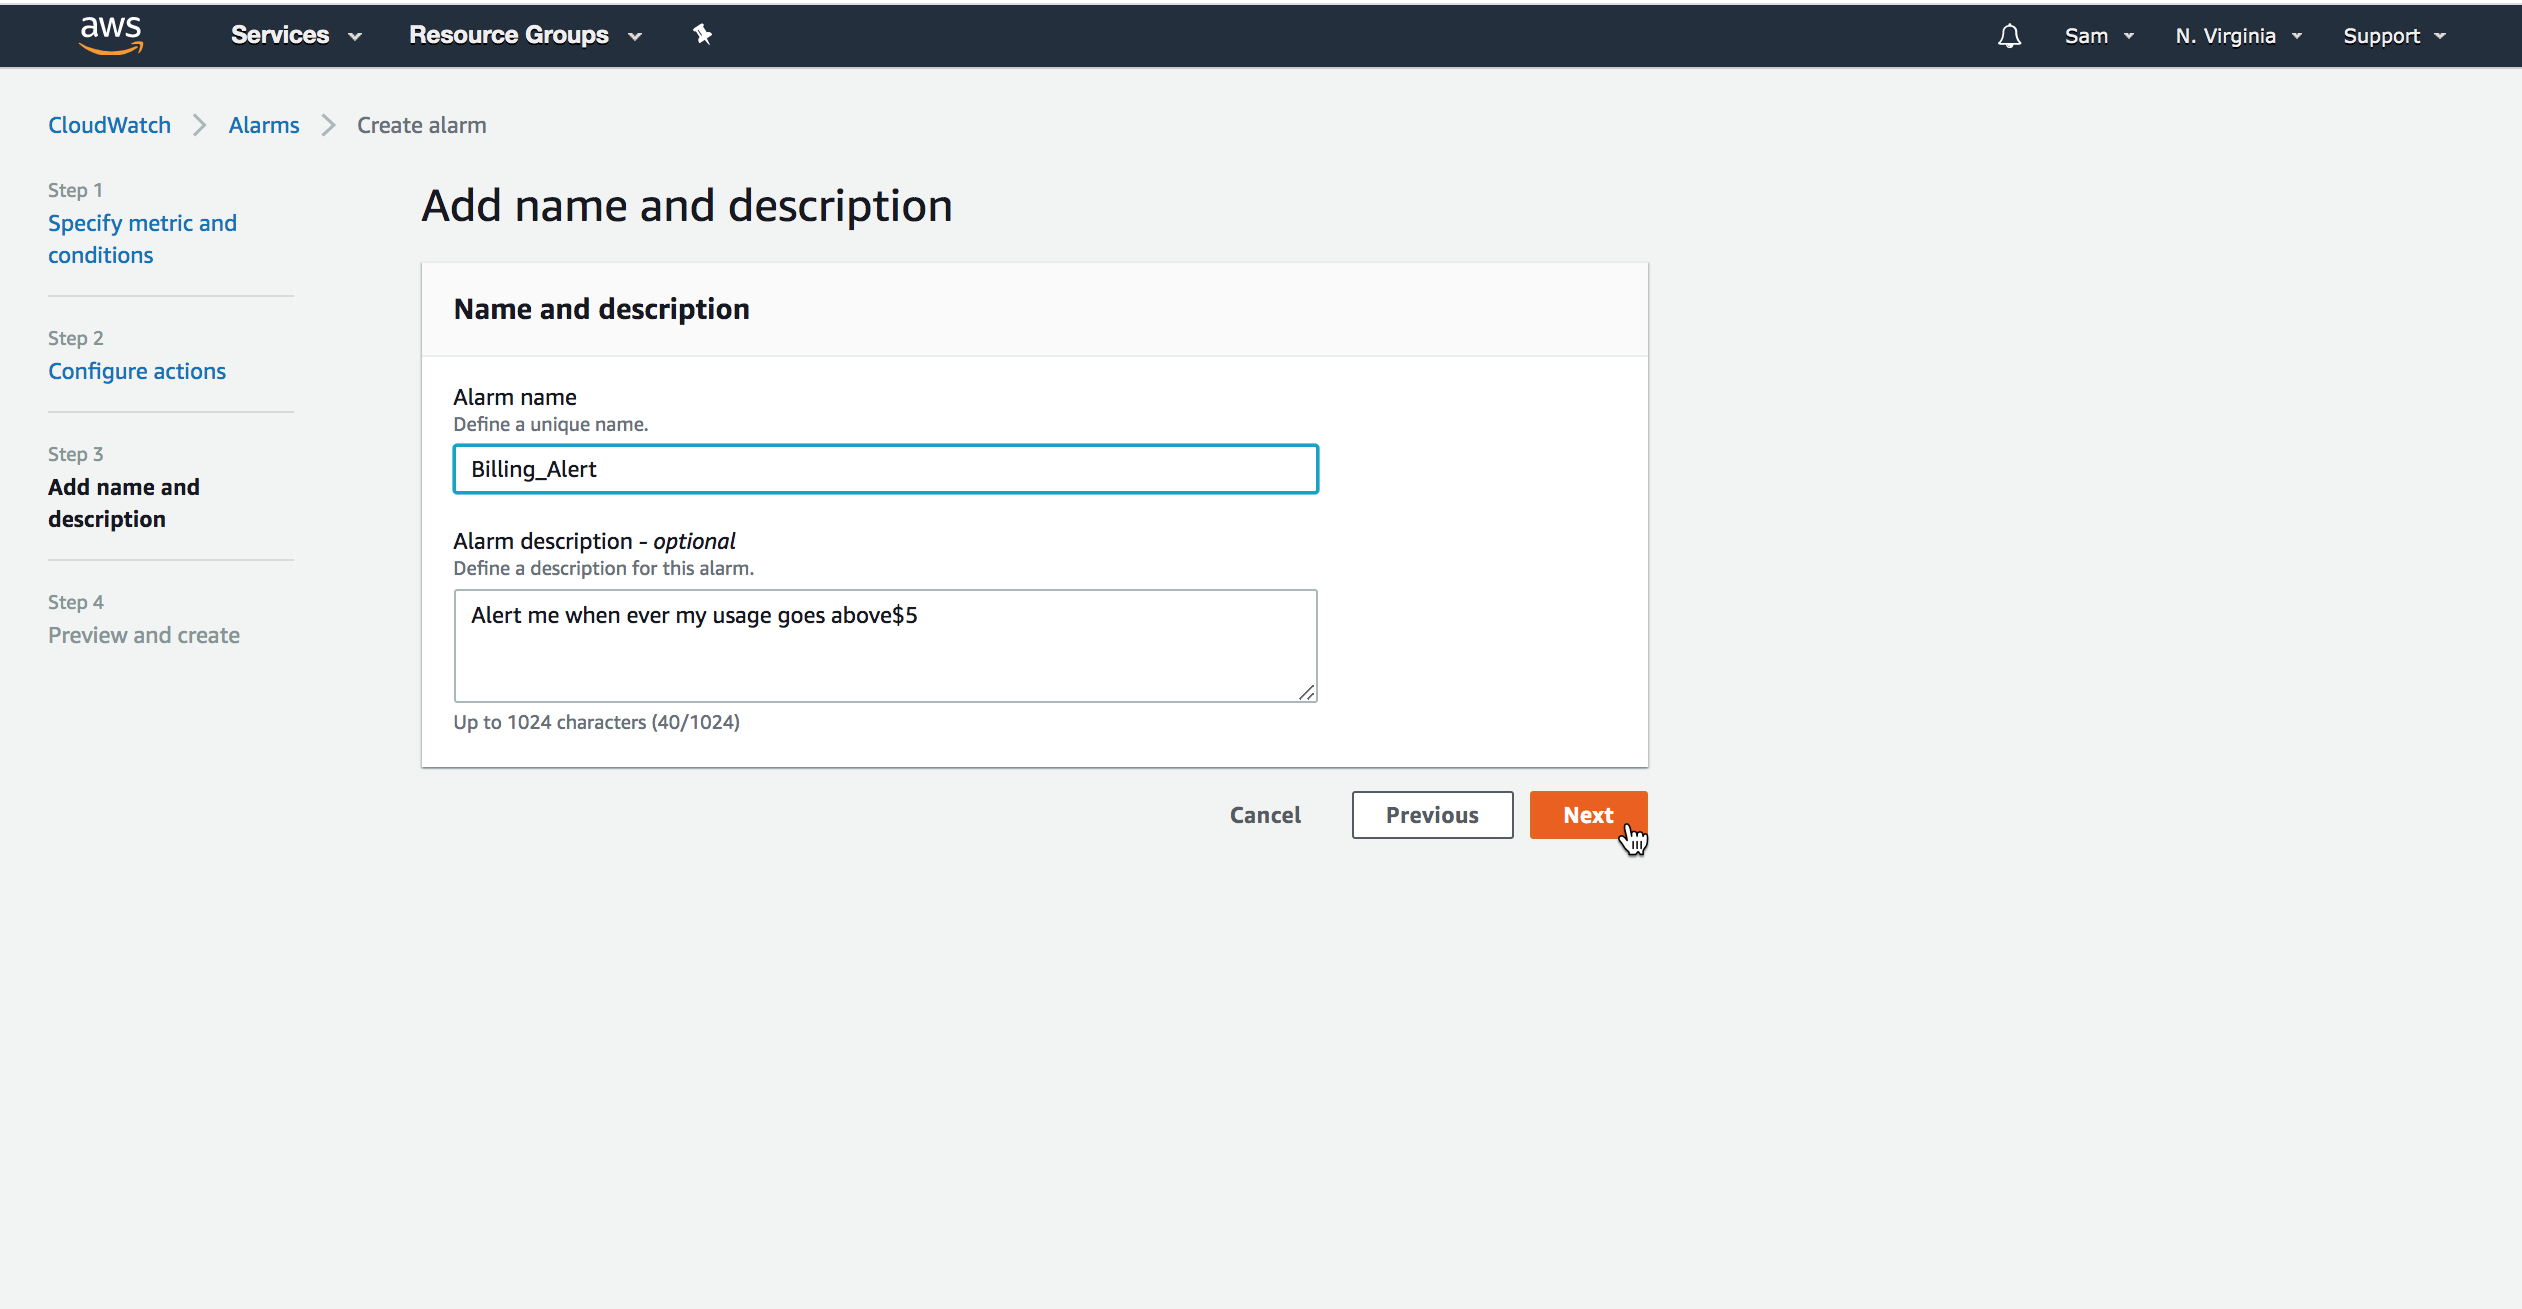 aws Services Resource Groups Sam N. Virginia Support
CloudWatch Alarms Create alarm
Step 1
Specify metric and
conditions
Step 2
Configure actions
Step 3
Add name and
description
Step 4
Preview and create
Add name and description
Name and description
Alarm name
Define a unique name.
Billing_Alert
Alarm description - optional
Define a description for this alarm.
Alert me when ever my usage goes above$5
Up to 1024 characters (40/1024)
Cancel Previous Next